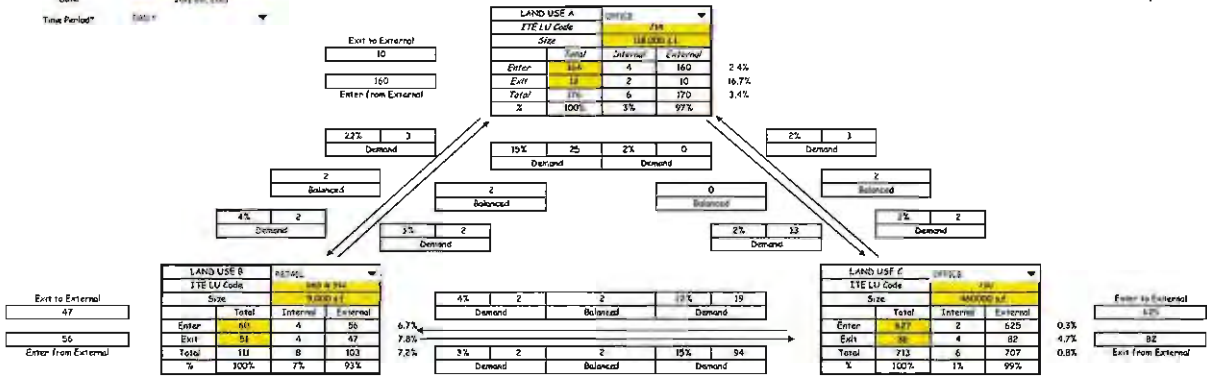 Time Period*
LAND USE A OFFICE
ITE LU Code
Size
Total Internal External
Enter 4 160 2.4%
Exit 2 10 16.7%
Total 6 170 3.4%
% 100% 3% 97%
Exit to External
10
160
Enter from External
22% 3
Demand
2
Balanced
4% 2
Demand
15% 25 2% 0
Demand Demand
2
Balanced
2
Demand
0
Balanced
2% 13
Demand
2%
Demand
2
Balanced
2
Demand
LAND USE B RETAIL
ITE LU Code
Size 9,000 s.f.
Total Internal External
Enter 60 4 56 6.7%
Exit 51 4 47 7.8%
Total 111 8 103 7.2%
% 100% 7% 93%
Exit to External
47
56
Enter from External
4% 2 2 19
Demand Balanced Demand
3% 2 2 15% 94
Demand Balanced Demand
LAND USE C OFFICE
ITE LU Code
Size
Total Internal External
Enter 627 2 625 0.3%
Exit 4 82 4.7%
Total 713 6 707 0.8%
% 100% 1% 99%
625
82
Exit from External